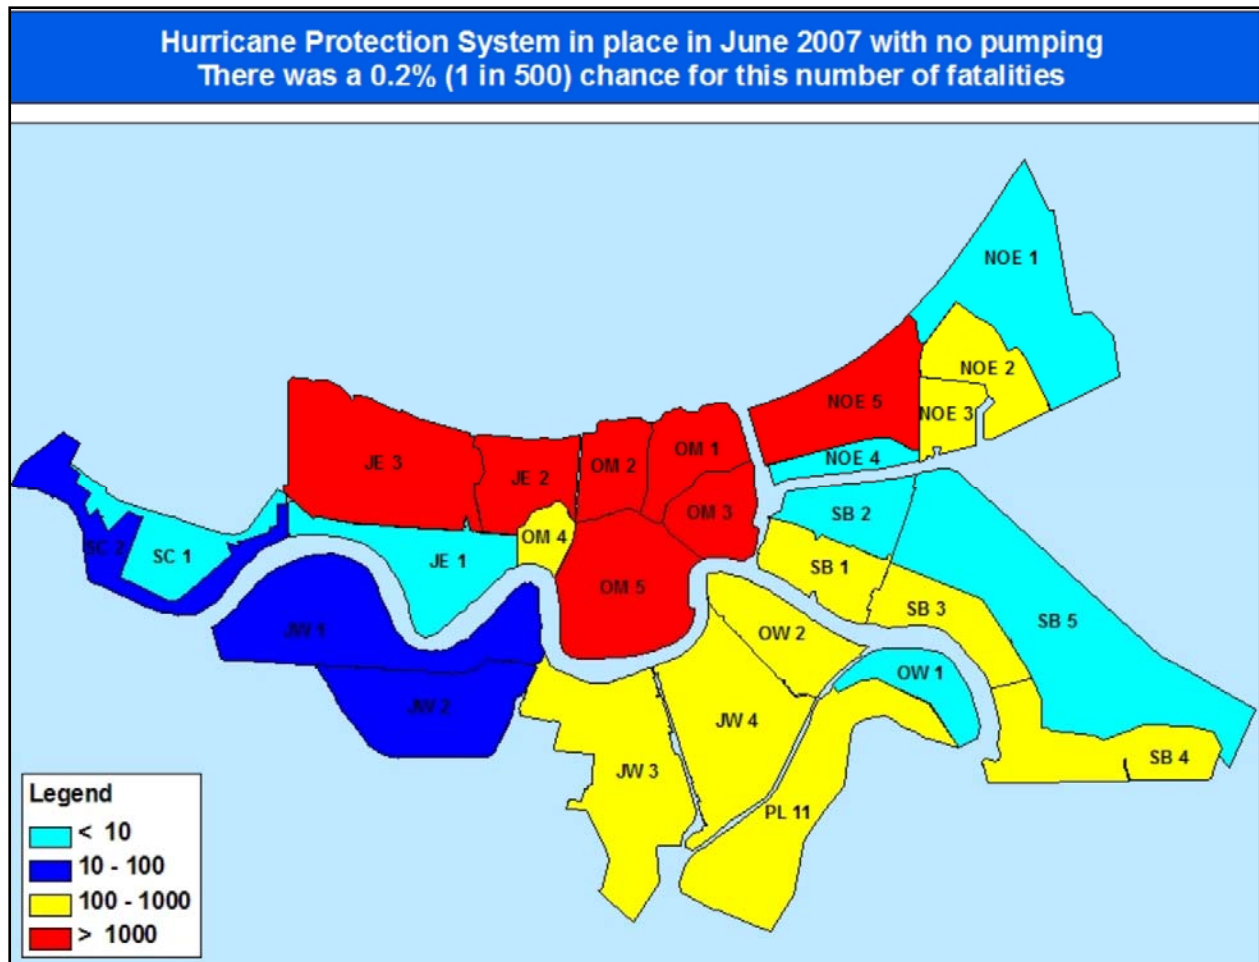 Hurricane Protection System in place in June 2007 with no pumping
There was a 0.2% (1 in 500) chance for this number of fatalities
NOE 1
NOE 2
NOE 5
NOE 3
OM 1
JE 3
JE 2
OM 2
NOE 4
OM 3
SB 2
OM 4
SC 2
SC 1
JE 1
SB 1
OM 5
SB 3
SB 5
JW 1
OW 2
OW 1
JW 2
JW 4
SB 4
JW 3
PL 11
Legend
< 10
10 - 100
100 - 1000
> 1000